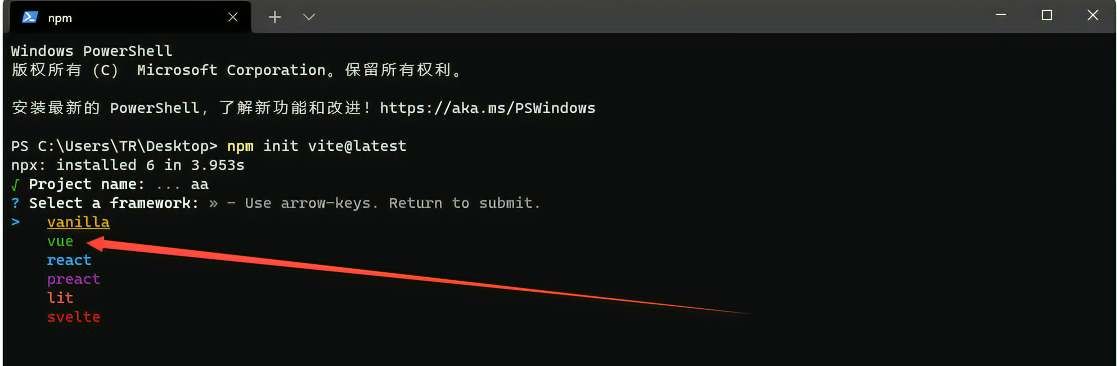 npm
Windows PowerShell
版权所有 (C)  Microsoft Corporation。保留所有权利。
安装最新的 PowerShell，了解新功能和改进！https://aka.ms/PSWindows
PS C:\Users\TR\Desktop> npm init vite@latest
npx: installed 6 in 3.953s
√ Project name: ... aa
? Select a framework: » - Use arrow-keys. Return to submit.
>   vanilla
    vue
    react
    preact
    lit
    svelte